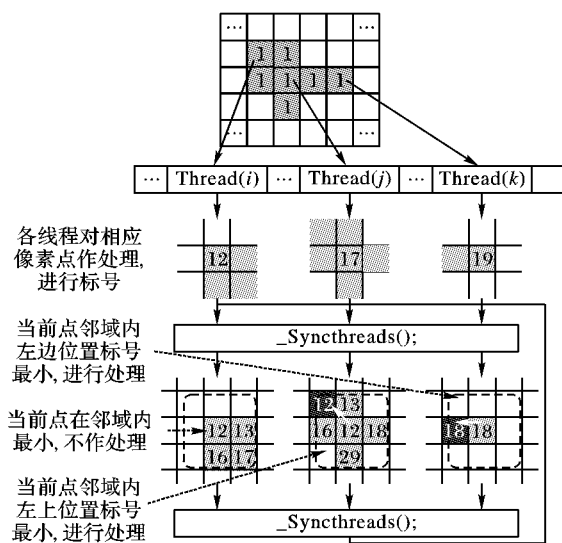 … …
1 1
1 1 1 1
1
… …
… Thread(i) … Thread(j) … Thread(k)
各线程对相应
像素点作处理,
进行标号
12 17 19
当前点邻域内
左边位置标号
最小,进行处理
_Syncthreads();
当前点在邻域内
最小,不作处理
12 13
16 17
12 13
16 12 18
29
18 18
当前点邻域内
左上位置标号
最小,进行处理
_Syncthreads();